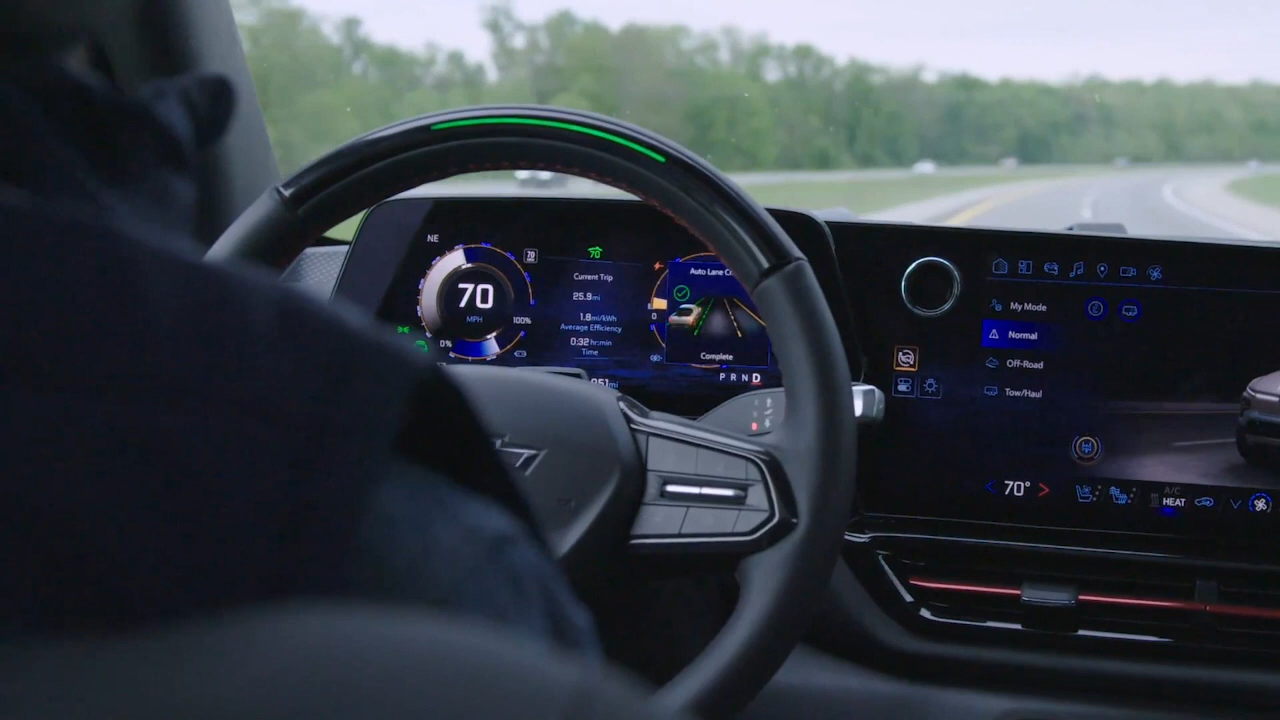 NE
70
MPH
0%
100%
70
70
Current Trip
25.9mi
1.8mi/kWh
Average Efficiency
0:32 hr:min
Time
0
Auto Lane
Complete
P R N D
My Mode
Normal
Off-Road
Tow/Haul
70°
A/C
HEAT